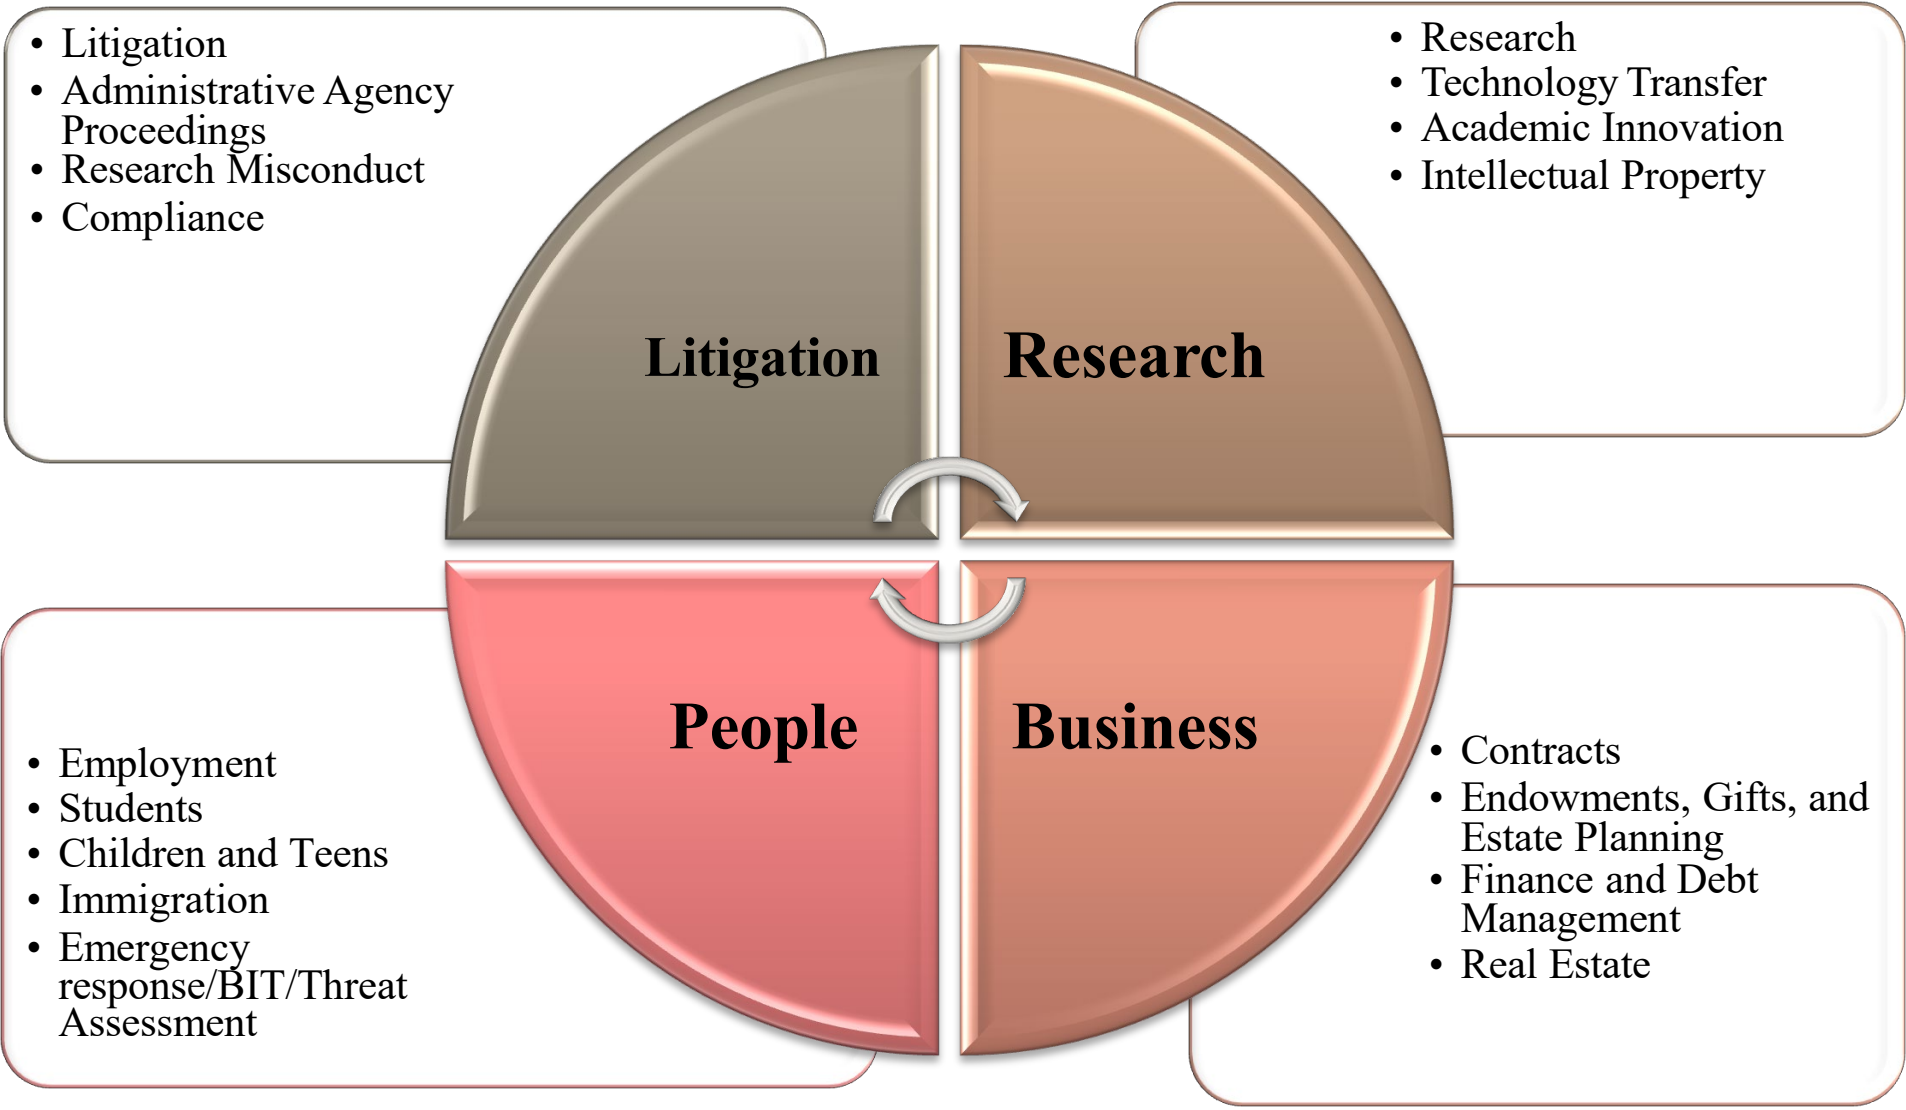 • Litigation
• Administrative Agency
Proceedings
• Research Misconduct
• Compliance
• Research
• Technology Transfer
• Academic Innovation
• Intellectual Property
Litigation
Research
People
Business
• Employment
• Students
• Children and Teens
• Immigration
• Emergency
response/BIT/Threat
Assessment
• Contracts
• Endowments, Gifts, and
Estate Planning
• Finance and Debt
Management
• Real Estate